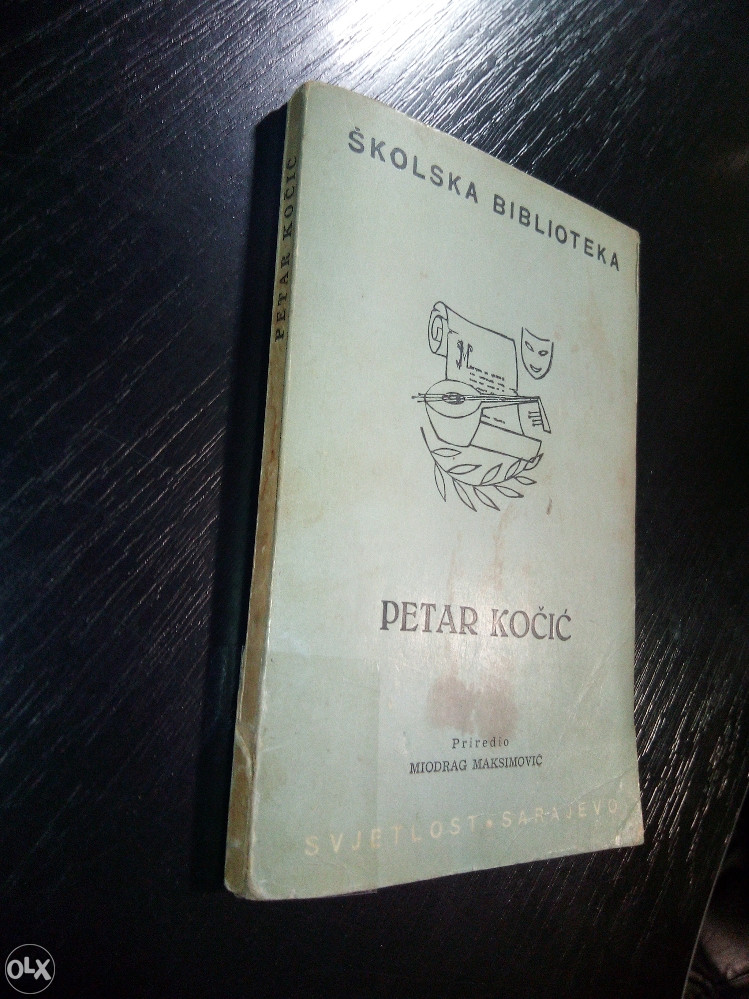 ŠKOLSKA BIBLIOTEKA
PETAR KOČIĆ
PETAR KOČIĆ
Priredio
MIODRAG MAKSIMOVIĆ
SVJETLOST • SARAJEVO
OLX